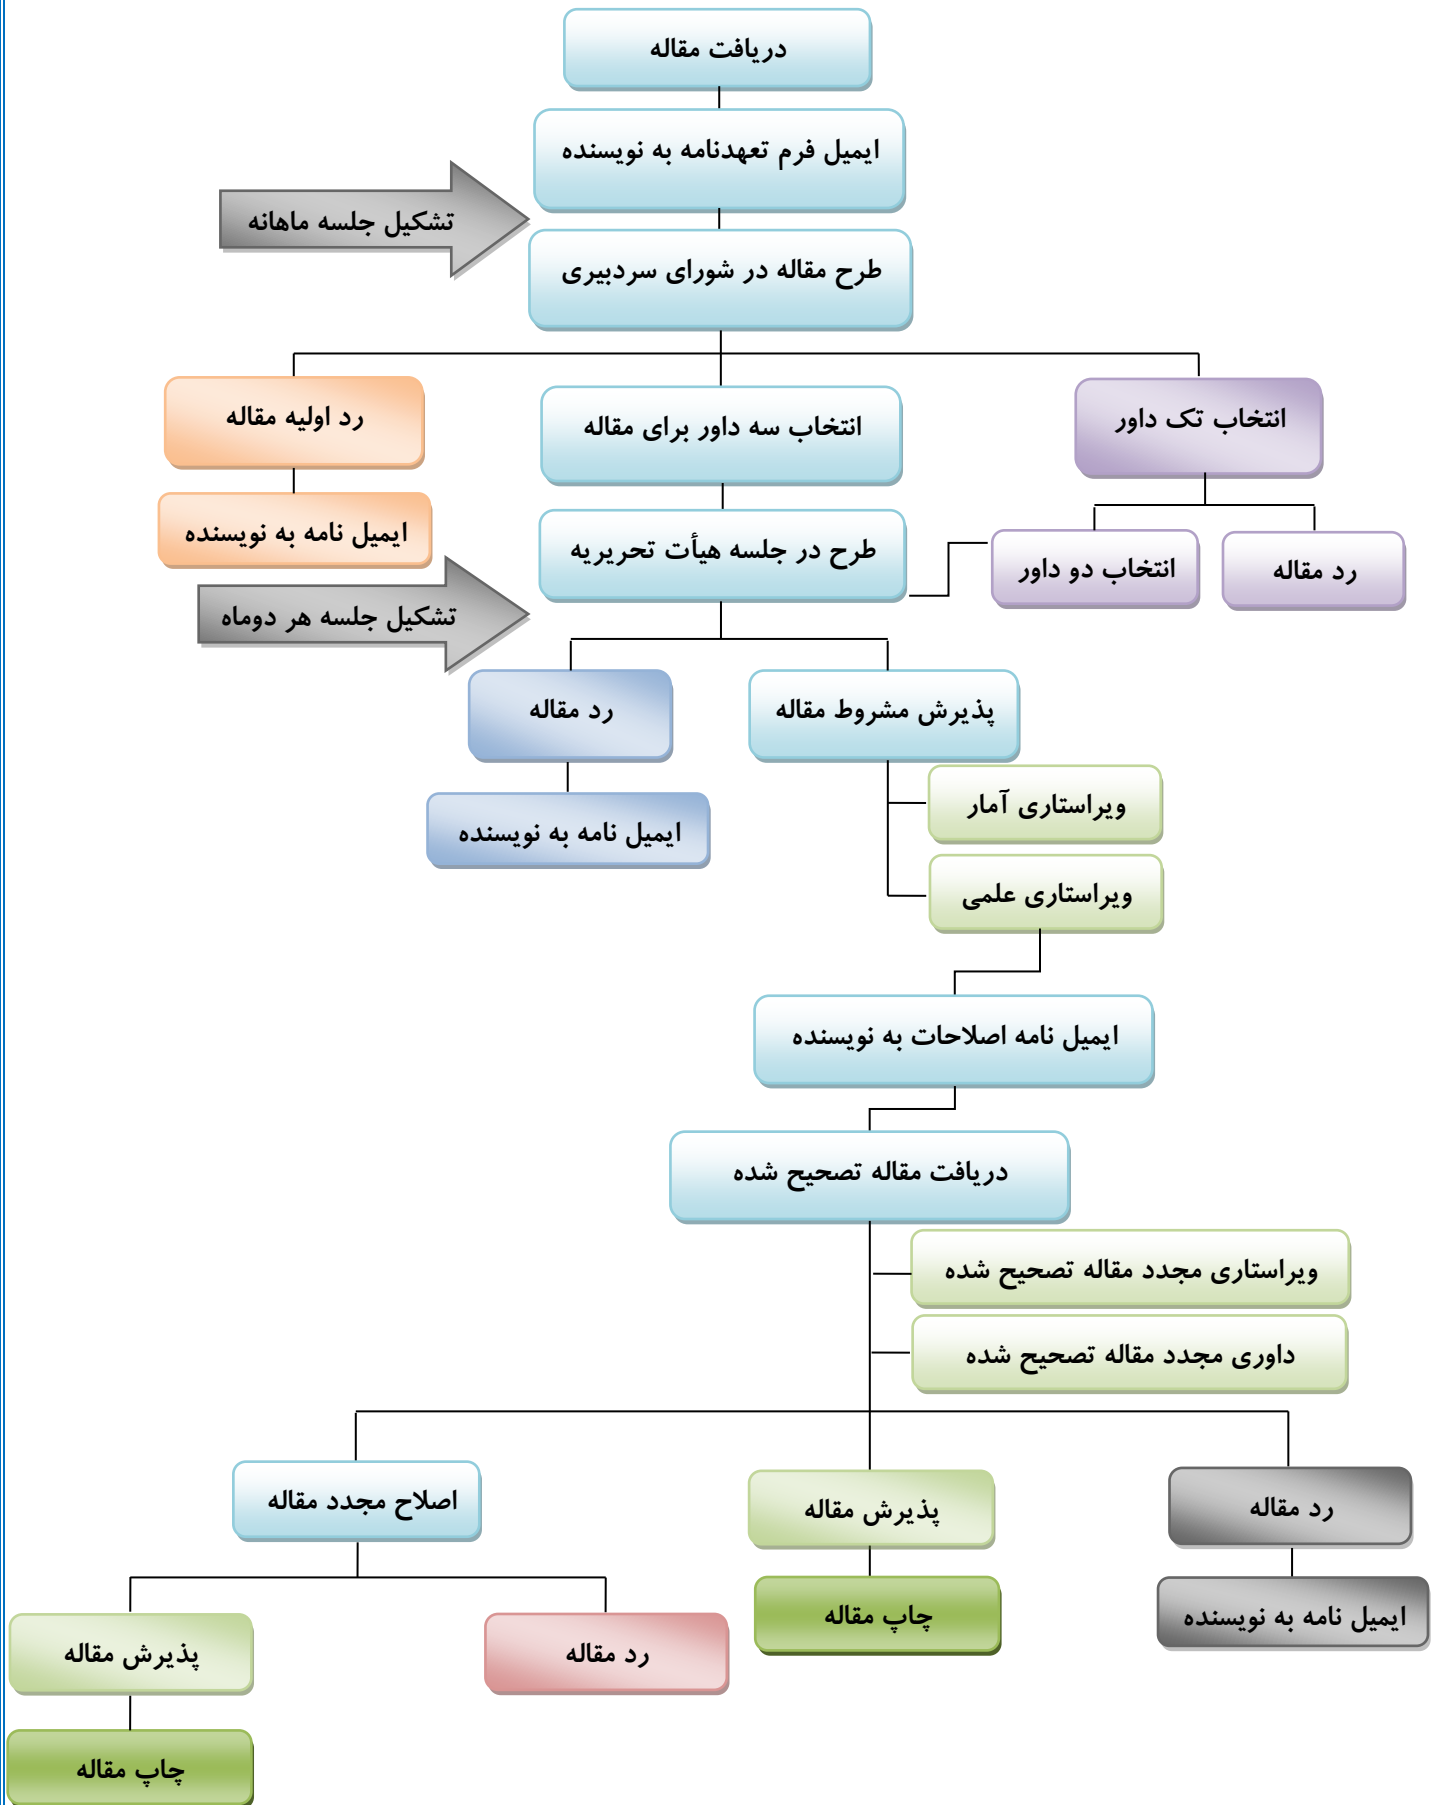 دریافت مقاله
ایمیل فرم تعهدنامه به نویسنده
تشکیل جلسه ماهانه
طرح مقاله در شورای سردبیری
انتخاب تک داور
انتخاب سه داور برای مقاله
رد اولیه مقاله
ایمیل نامه به نویسنده
رد مقاله
انتخاب دو داور
طرح در جلسه هیأت تحریریه
تشکیل جلسه هر دوماه
پذیرش مشروط مقاله
رد مقاله
ایمیل نامه به نویسنده
ویراستاری آمار
ویراستاری علمی
ایمیل نامه اصلاحات به نویسنده
دریافت مقاله تصحیح شده
ویراستاری مجدد مقاله تصحیح شده
داوری مجدد مقاله تصحیح شده
رد مقاله
پذیرش مقاله
اصلاح مجدد مقاله
ایمیل نامه به نویسنده
چاپ مقاله
رد مقاله
پذیرش مقاله
چاپ مقاله